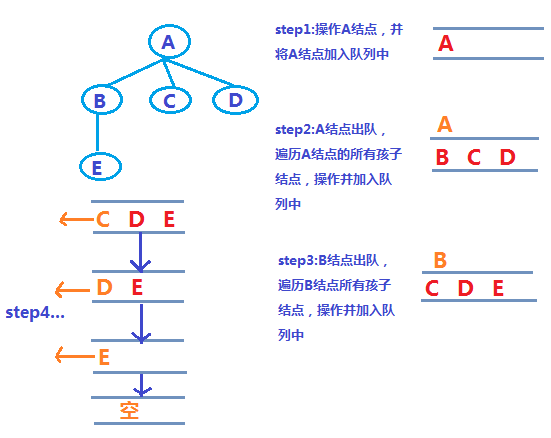 A
B C D
E
step1:操作A结点，并
将A结点加入队列中
A
step2:A结点出队，
遍历A结点的所有孩子
结点，操作并加入队
列中
A
B C D
step3:B结点出队，
遍历B结点所有孩子
结点，操作并加入队
列中
B
C D E
step4...
C D E
D E
E
空